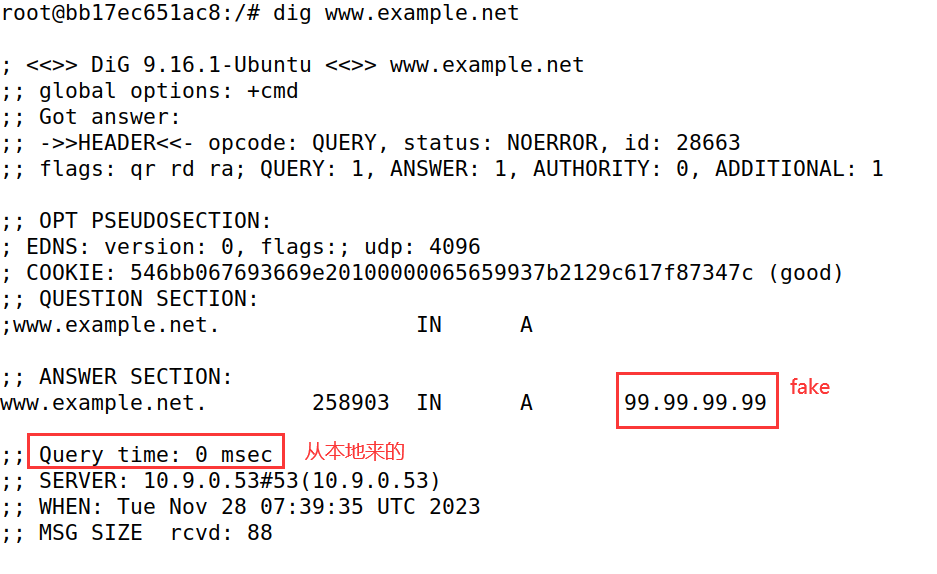 root@bb17ec651ac8:/# dig www.example.net
; <<>> DiG 9.16.1-Ubuntu <<>> www.example.net
;; global options: +cmd
;; Got answer:
;; ->>HEADER<<- opcode: QUERY, status: NOERROR, id: 28663
;; flags: qr rd ra; QUERY: 1, ANSWER: 1, AUTHORITY: 0, ADDITIONAL: 1
;; OPT PSEUDOSECTION:
; EDNS: version: 0, flags:; udp: 4096
; COOKIE: 546bb067693669e20100000065659937b2129c617f87347c (good)
;; QUESTION SECTION:
;www.example.net. IN A
;; ANSWER SECTION:
www.example.net. 258903 IN A 99.99.99.99 fake
;; Query time: 0 msec 从本地来的
;; SERVER: 10.9.0.53#53(10.9.0.53)
;; WHEN: Tue Nov 28 07:39:35 UTC 2023
;; MSG SIZE rcvd: 88